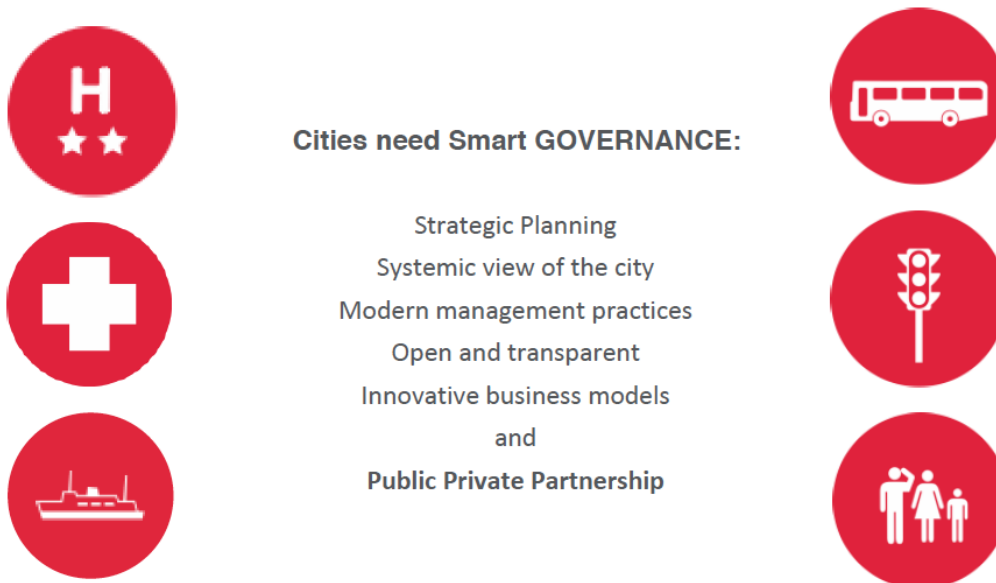 H
Cities need Smart GOVERNANCE:
Strategic Planning
Systemic view of the city
Modern management practices
Open and transparent
Innovative business models
and
Public Private Partnership